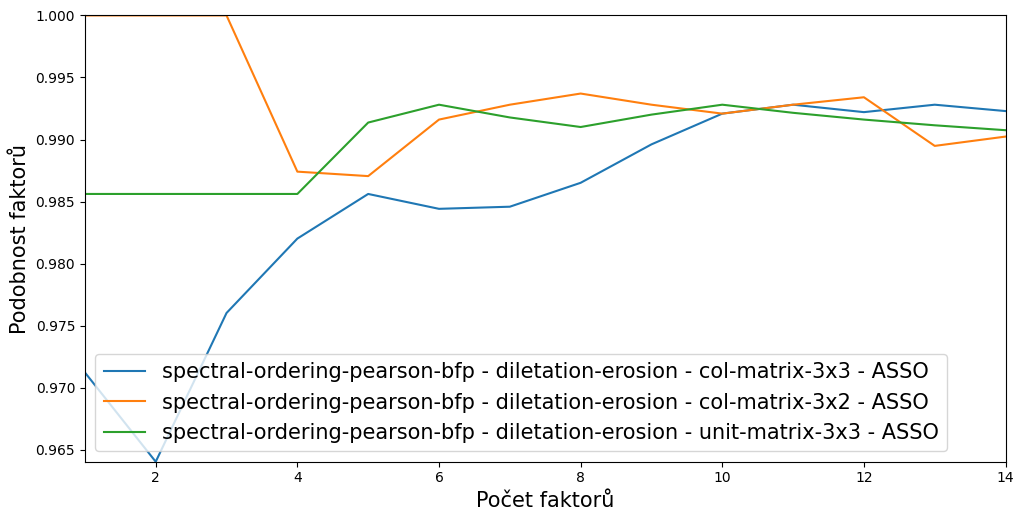 1.000
0.995
0.990
0.985
0.980
0.975
0.970
0.965
Podobnost faktorů
spectral-ordering-pearson-bfp - diletation-erosion - col-matrix-3x3 - ASSO
spectral-ordering-pearson-bfp - diletation-erosion - col-matrix-3x2 - ASSO
spectral-ordering-pearson-bfp - diletation-erosion - unit-matrix-3x3 - ASSO
2 4 6 8 10 12 14
Počet faktorů